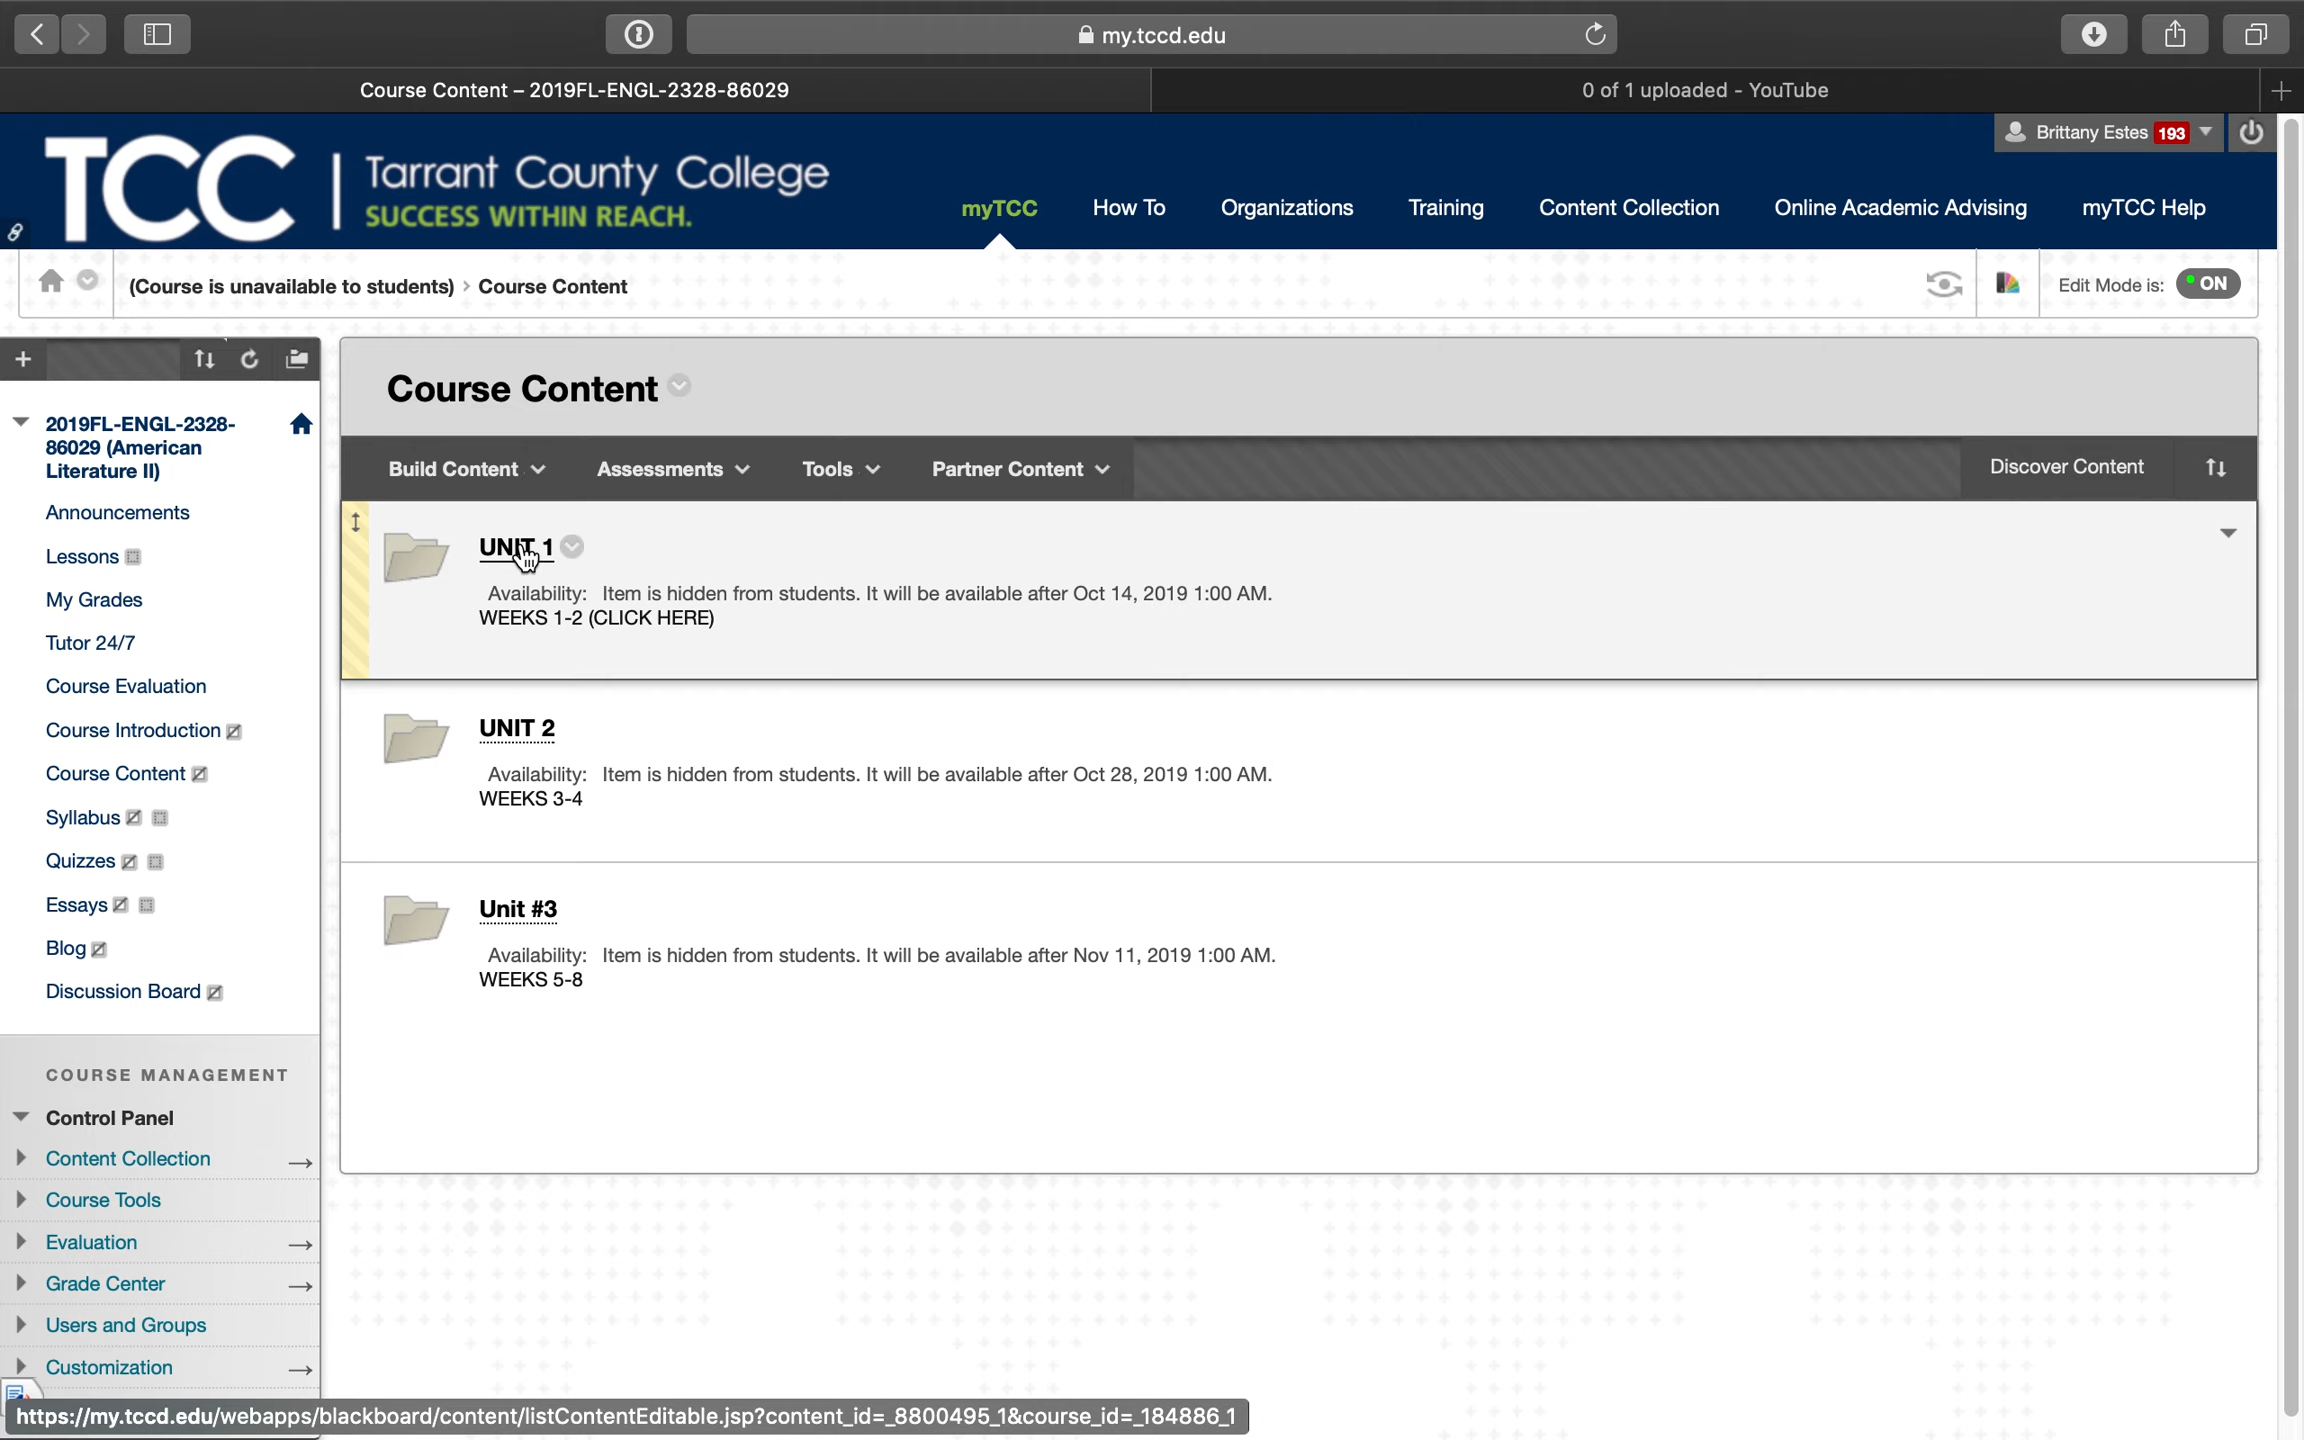 my.tccd.edu
Course Content – 2019FL-ENGL-2328-86029
0 of 1 uploaded - YouTube
Brittany Estes 193
TCC | Tarrant County College
SUCCESS WITHIN REACH.
myTCC
How To
Organizations
Training
Content Collection
Online Academic Advising
myTCC Help
(Course is unavailable to students) > Course Content
Edit Mode is: ON
2019FL-ENGL-2328-
86029 (American
Literature II)
Announcements
Lessons
My Grades
Tutor 24/7
Course Evaluation
Course Introduction
Course Content
Syllabus
Quizzes
Essays
Blog
Discussion Board
COURSE MANAGEMENT
Control Panel
Content Collection
Course Tools
Evaluation
Grade Center
Users and Groups
Customization
Course Content
Build Content
Assessments
Tools
Partner Content
Discover Content
UNIT 1
Availability: Item is hidden from students. It will be available after Oct 14, 2019 1:00 AM.
WEEKS 1-2 (CLICK HERE)
UNIT 2
Availability: Item is hidden from students. It will be available after Oct 28, 2019 1:00 AM.
WEEKS 3-4
Unit #3
Availability: Item is hidden from students. It will be available after Nov 11, 2019 1:00 AM.
WEEKS 5-8
https://my.tccd.edu/webapps/blackboard/content/listContentEditable.jsp?content_id=_8800495_1&course_id=_184886_1